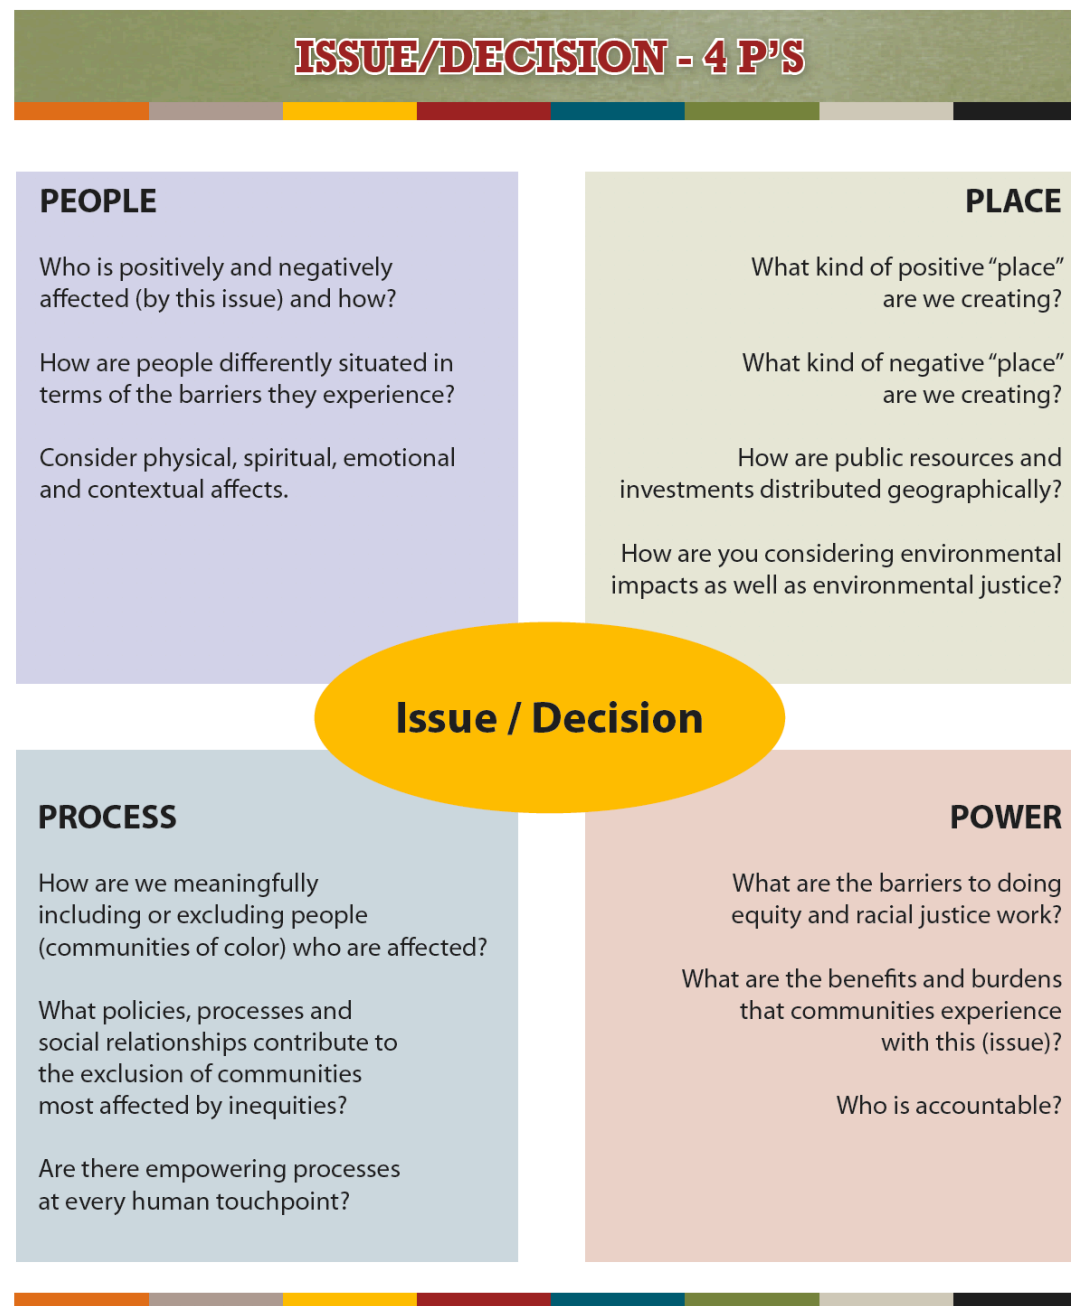 ISSUE/DECISION - 4 P’S
PEOPLE
Who is positively and negatively
affected (by this issue) and how?
How are people differently situated in
terms of the barriers they experience?
Consider physical, spiritual, emotional
and contextual affects.
PLACE
What kind of positive “place”
are we creating?
What kind of negative “place”
are we creating?
How are public resources and
investments distributed geographically?
How are you considering environmental
impacts as well as environmental justice?
Issue / Decision
PROCESS
How are we meaningfully
including or excluding people
(communities of color) who are affected?
What policies, processes and
social relationships contribute to
the exclusion of communities
most affected by inequities?
Are there empowering processes
at every human touchpoint?
POWER
What are the barriers to doing
equity and racial justice work?
What are the benefits and burdens
that communities experience
with this (issue)?
Who is accountable?